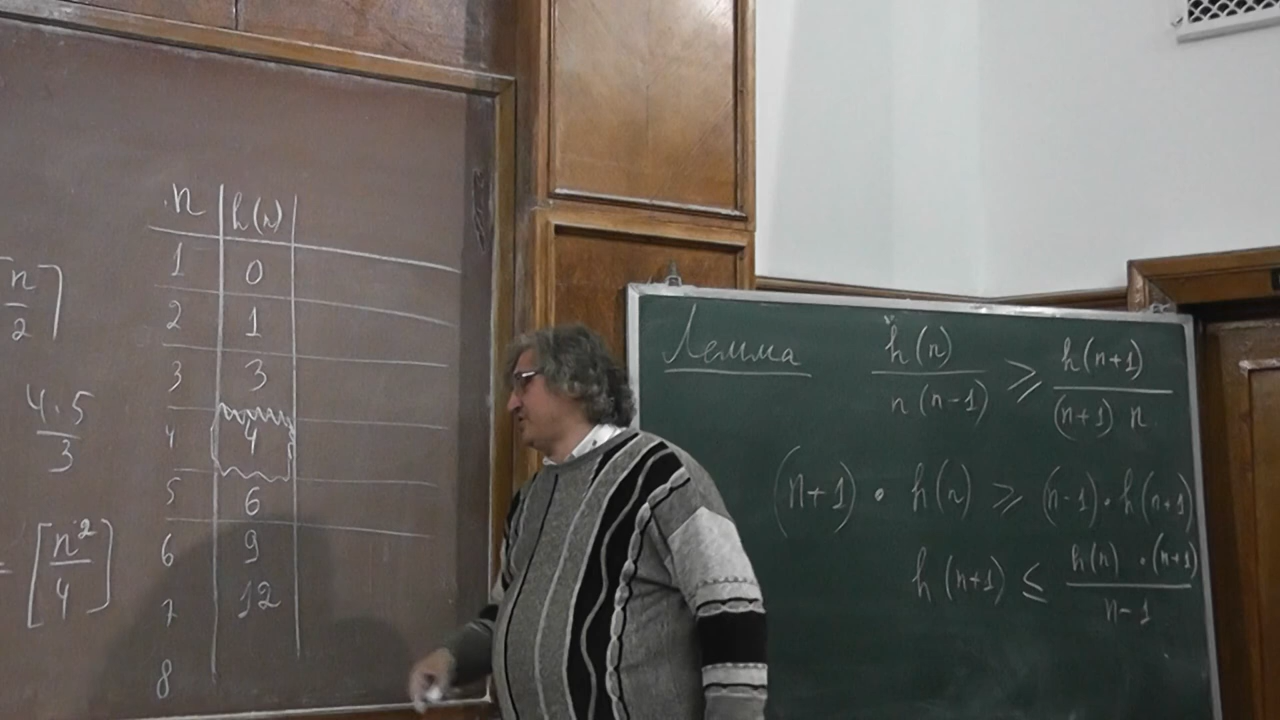 n h(n)
1 0
2 1
3 3
4 4
5 6
6 9
7 12
8
⌈n/2⌉
4·5/3
= [n²/4]
Лемма h(n)/n(n-1) ⩾ h(n+1)/(n+1) n
(n+1) · h(n) ⩾ (n-1)·h(n+1)
h(n+1) ≤ h(n)·(n+1)/n-1